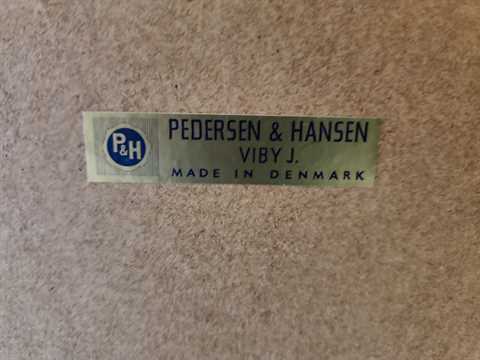 P&H
PEDERSEN & HANSEN
VIBY J.
MADE IN DENMARK